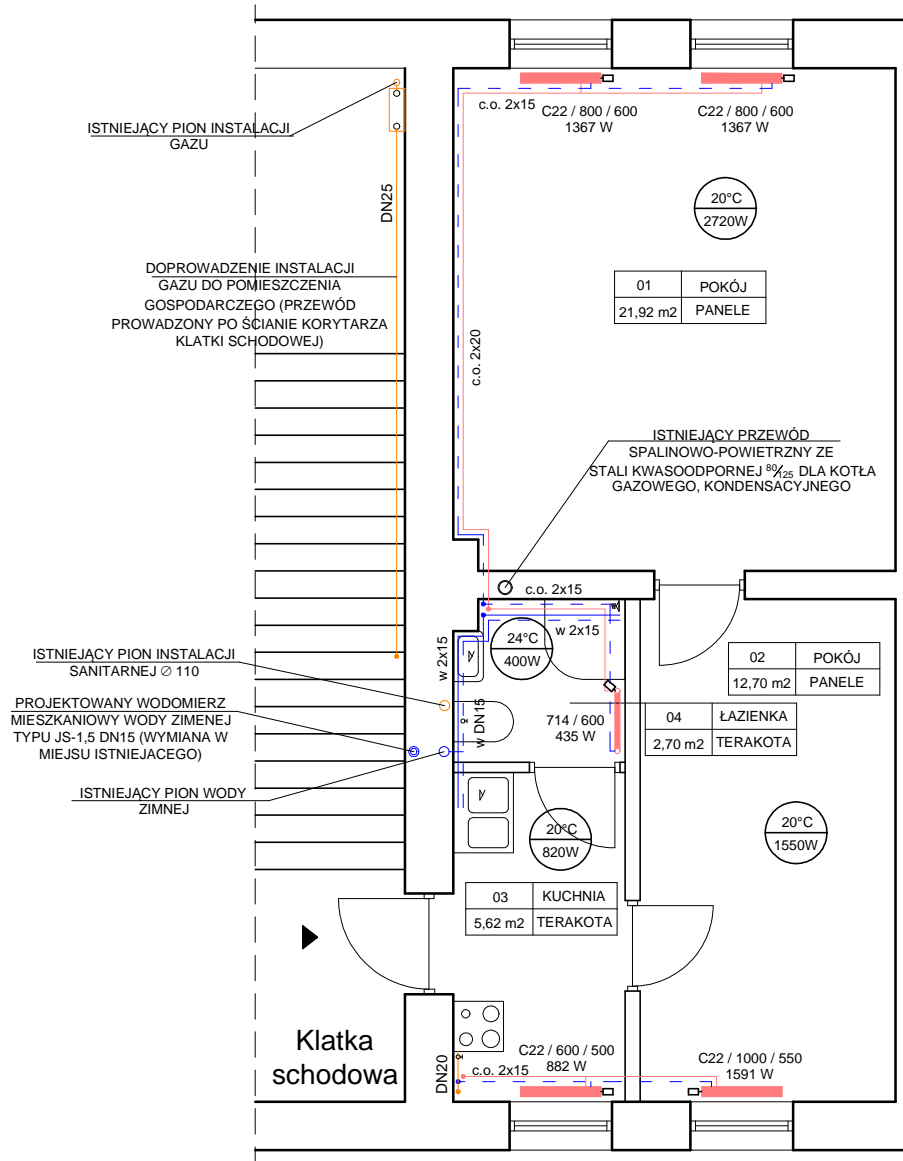 c.o. 2x15
C22 / 800 / 600
1367 W
C22 / 800 / 600
1367 W
ISTNIEJĄCY PION INSTALACJI
GAZU
DN25
20°C
2720W
DOPROWADZENIE INSTALACJI
GAZU DO POMIESZCZENIA
GOSPODARCZEGO (PRZEWÓD
PROWADZONY PO ŚCIANIE KORYTARZA
KLATKI SCHODOWEJ)
01 POKÓJ
21,92 m2 PANELE
c.o. 2x20
ISTNIEJĄCY PRZEWÓD
SPALINOWO-POWIETRZNY ZE
STALI KWASOODPORNEJ 80/125 DLA KOTŁA
GAZOWEGO, KONDENSACYJNEGO
c.o. 2x15
w 2x15
24°C
400W
w 2x15
ISTNIEJĄCY PION INSTALACJI
SANITARNEJ ∅ 110
02 POKÓJ
12,70 m2 PANELE
PROJEKTOWANY WODOMIERZ
MIESZKANIOWY WODY ZIMENEJ
TYPU JS-1,5 DN15 (WYMIANA W
MIEJSU ISTNIEJACEGO)
w DN15
714 / 600
435 W
04 ŁAZIENKA
2,70 m2 TERAKOTA
ISTNIEJĄCY PION WODY
ZIMNEJ
20°C
820W
20°C
1550W
03 KUCHNIA
5,62 m2 TERAKOTA
Klatka
schodowa
DN20
c.o. 2x15
C22 / 600 / 500
882 W
C22 / 1000 / 550
1591 W